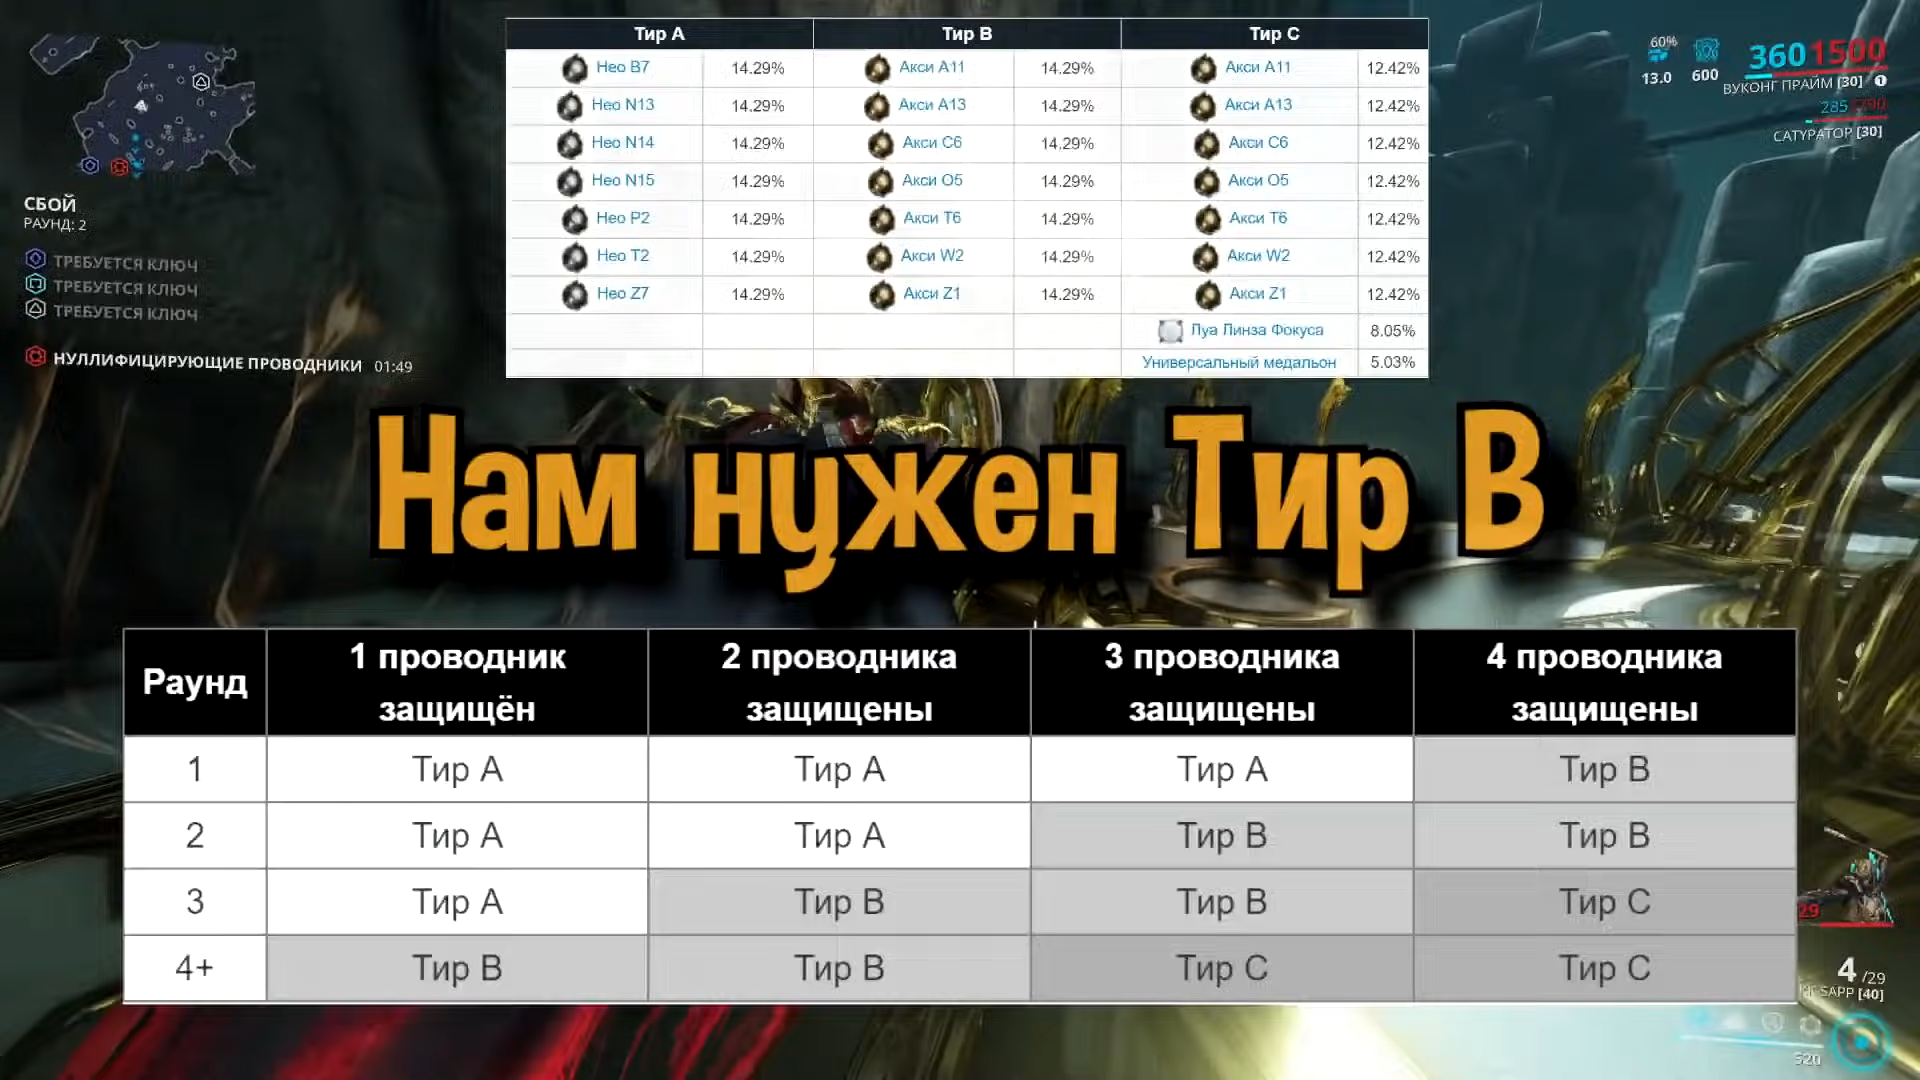 Тир A Тир B Тир C
Нео B7 14.29% Акси A11 14.29% Акси A11 12.42%
Нео N13 14.29% Акси A13 14.29% Акси A13 12.42%
Нео N14 14.29% Акси C6 14.29% Акси C6 12.42%
Нео N15 14.29% Акси O5 14.29% Акси O5 12.42%
Нео P2 14.29% Акси T6 14.29% Акси T6 12.42%
Нео T2 14.29% Акси W2 14.29% Акси W2 12.42%
Нео Z7 14.29% Акси Z1 14.29% Акси Z1 12.42%
Луа Линза Фокуса 8.05%
Универсальный медальон 5.03%
60% 13.0 600 360 1500
ВУКОНГ ПРАЙМ [30]
285
САТУРАТОР [30]
СБОЙ
РАУНД: 2
ТРЕБУЕТСЯ КЛЮЧ
ТРЕБУЕТСЯ КЛЮЧ
ТРЕБУЕТСЯ КЛЮЧ
НУЛЛИФИЦИРУЮЩИЕ ПРОВОДНИКИ 01:49
Нам нужен Тир B
Раунд 1 проводник защищён 2 проводника защищены 3 проводника защищены 4 проводника защищены
1 Тир A Тир A Тир A Тир B
2 Тир A Тир A Тир B Тир B
3 Тир A Тир B Тир B Тир C
4+ Тир B Тир B Тир C Тир C
29
4 /29
SAPP [40]
520